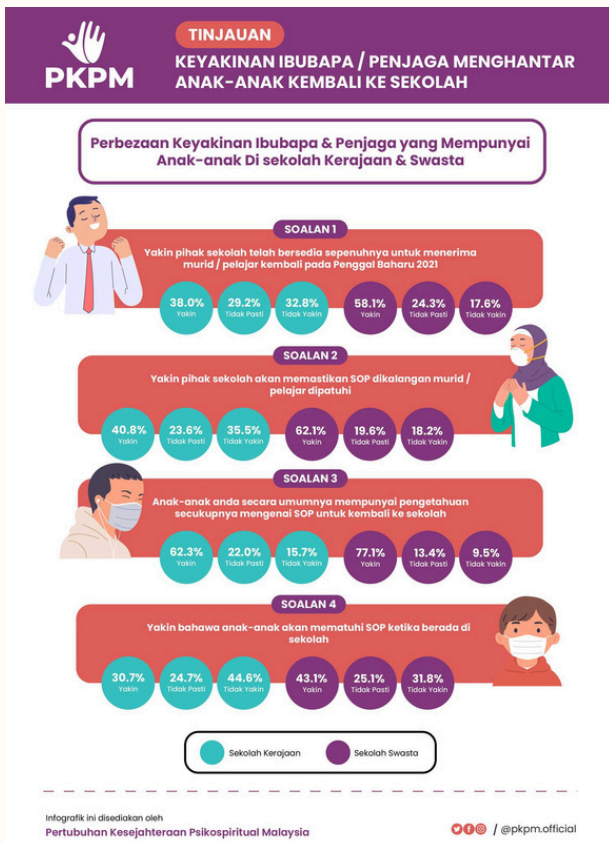 PKPM
TINJAUAN
KEYAKINAN IBUBAPA / PENJAGA MENGHANTAR
ANAK-ANAK KEMBALI KE SEKOLAH
Perbezaan Keyakinan Ibubapa & Penjaga yang Mempunyai
Anak-anak Di sekolah Kerajaan & Swasta
SOALAN 1
Yakin pihak sekolah telah bersedia sepenuhnya untuk menerima
murid / pelajar kembali pada Penggal Baharu 2021
38.0% 29.2% 32.8% 58.1% 24.3% 17.6%
Yakin Tidak Pasti Tidak Yakin Yakin Tidak Pasti Tidak Yakin
SOALAN 2
Yakin pihak sekolah akan memastikan SOP dikalangan murid /
pelajar dipatuhi
40.8% 23.6% 35.5% 62.1% 19.6% 18.2%
Yakin Tidak Pasti Tidak Yakin Yakin Tidak Pasti Tidak Yakin
SOALAN 3
Anak-anak anda secara umumnya mempunyai pengetahuan
secukupnya mengenai SOP untuk kembali ke sekolah
62.3% 22.0% 15.7% 77.1% 13.4% 9.5%
Yakin Tidak Pasti Tidak Yakin Yakin Tidak Pasti Tidak Yakin
SOALAN 4
Yakin bahawa anak-anak akan mematuhi SOP ketika berada di
sekolah
30.7% 24.7% 44.6% 43.1% 25.1% 31.8%
Yakin Tidak Pasti Tidak Yakin Yakin Tidak Pasti Tidak Yakin
Sekolah Kerajaan Sekolah Swasta
Infografik ini disediakan oleh
Pertubuhan Kesejahteraan Psikospiritual Malaysia
/ @pkpm.official